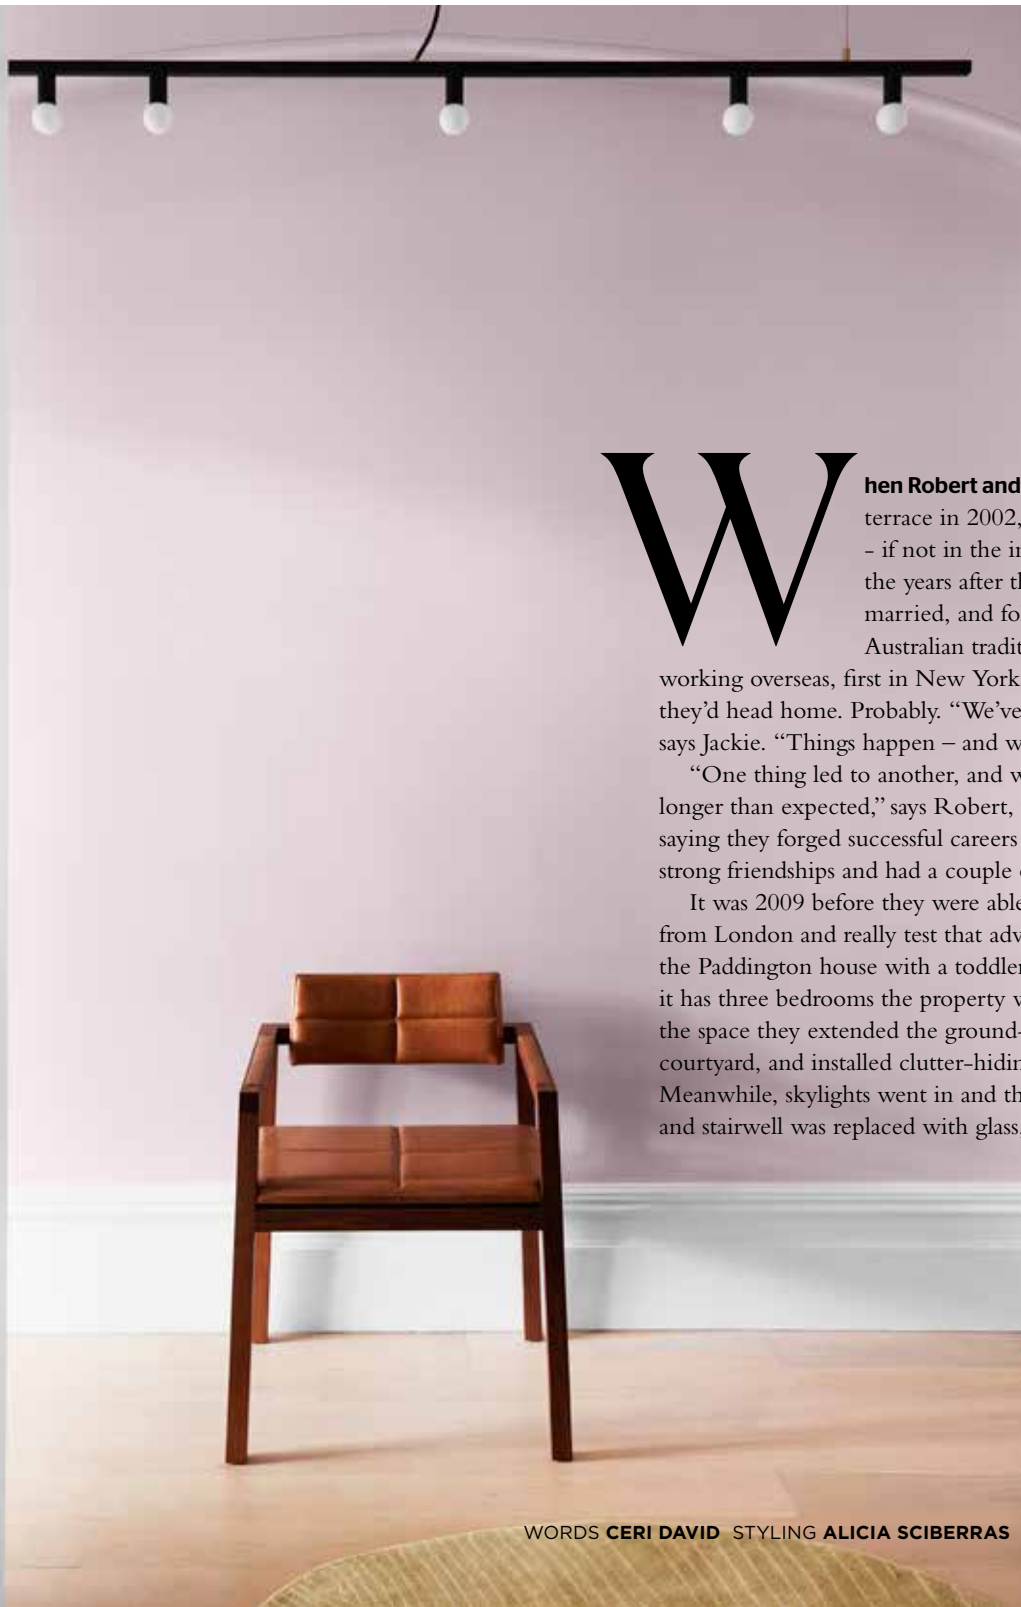 When Robert and
terrace in 2002,
- if not in the in
the years after th
married, and fo
Australian tradit
working overseas, first in New York
they’d head home. Probably. “We’ve
says Jackie. “Things happen – and w
“One thing led to another, and w
longer than expected,” says Robert,
saying they forged successful careers
strong friendships and had a couple
It was 2009 before they were able
from London and really test that adv
the Paddington house with a toddler
it has three bedrooms the property w
the space they extended the ground-
courtyard, and installed clutter-hidin
Meanwhile, skylights went in and th
and stairwell was replaced with glass.
WORDS CERI DAVID STYLING ALICIA SCIBERRAS